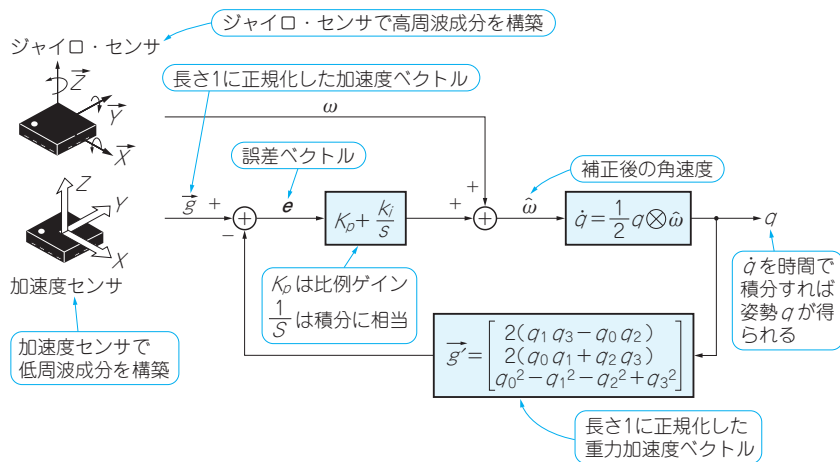 ジャイロ・センサで高周波成分を構築
ジャイロ・センサ
Z
Y
X
長さ1に正規化した加速度ベクトル
ω
誤差ベクトル
補正後の角速度
Z
Y
X
加速度センサ
加速度センサで
低周波成分を構築
g + − + e Kp + ki/s + + + ω̂ q̇ = 1/2 q⊗ω̂ q
Kpは比例ゲイン
1/Sは積分に相当
q̇を時間で
積分すれば
姿勢qが得
られる
g' = [ 2(q₁q₃−q₀q₂)
2(q₀q₁+q₂q₃)
q₀²−q₁²−q₂²+q₃² ]
長さ1に正規化した
重力加速度ベクトル